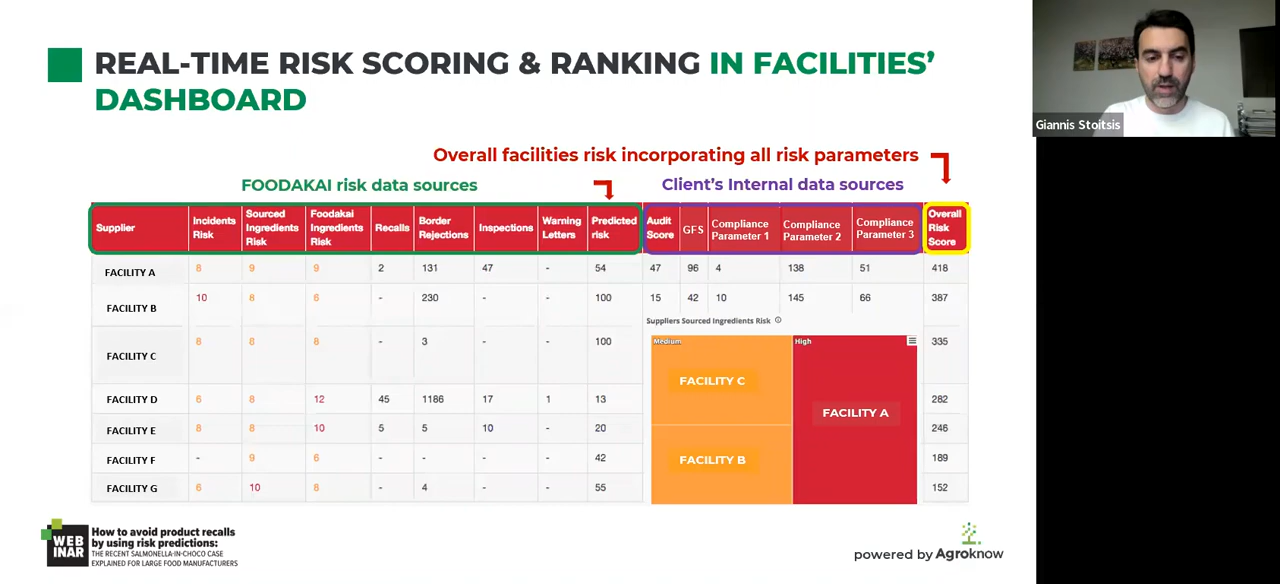 REAL-TIME RISK SCORING & RANKING IN FACILITIES'
DASHBOARD
Giannis Stoitsis
Overall facilities risk incorporating all risk parameters
FOODAKAI risk data sources
Client's Internal data sources
Supplier
Incidents
Risk
Sourced
Ingredients
Risk
Foodakai
Ingredients
Risk
Recalls
Border
Rejections
Inspections
Warning
Letters
Predicted
risk
Audit
Score
GFS
Compliance
Parameter 1
Compliance
Parameter 2
Compliance
Parameter 3
Overall
Risk
Score
FACILITY A 8 9 9 2 131 47 - 54 47 96 4 138 51 418
FACILITY B 10 8 6 - 230 - - 100 15 42 10 145 66 387
FACILITY C 8 8 8 - 3 - - 100 335
FACILITY D 6 8 12 45 1186 17 1 13 282
FACILITY E 8 8 10 5 5 10 - 20 246
FACILITY F - 9 6 - - - - 42 189
FACILITY G 6 10 8 - 4 - - 55 152
Suppliers Sourced Ingredients Risk
Medium
High
FACILITY C
FACILITY A
FACILITY B
WEB
INAR
How to avoid product recalls
by using risk predictions:
THE RECENT SALMONELLA-IN-CHOCO CASE
EXPLAINED FOR LARGE FOOD MANUFACTURERS
powered by Agroknow